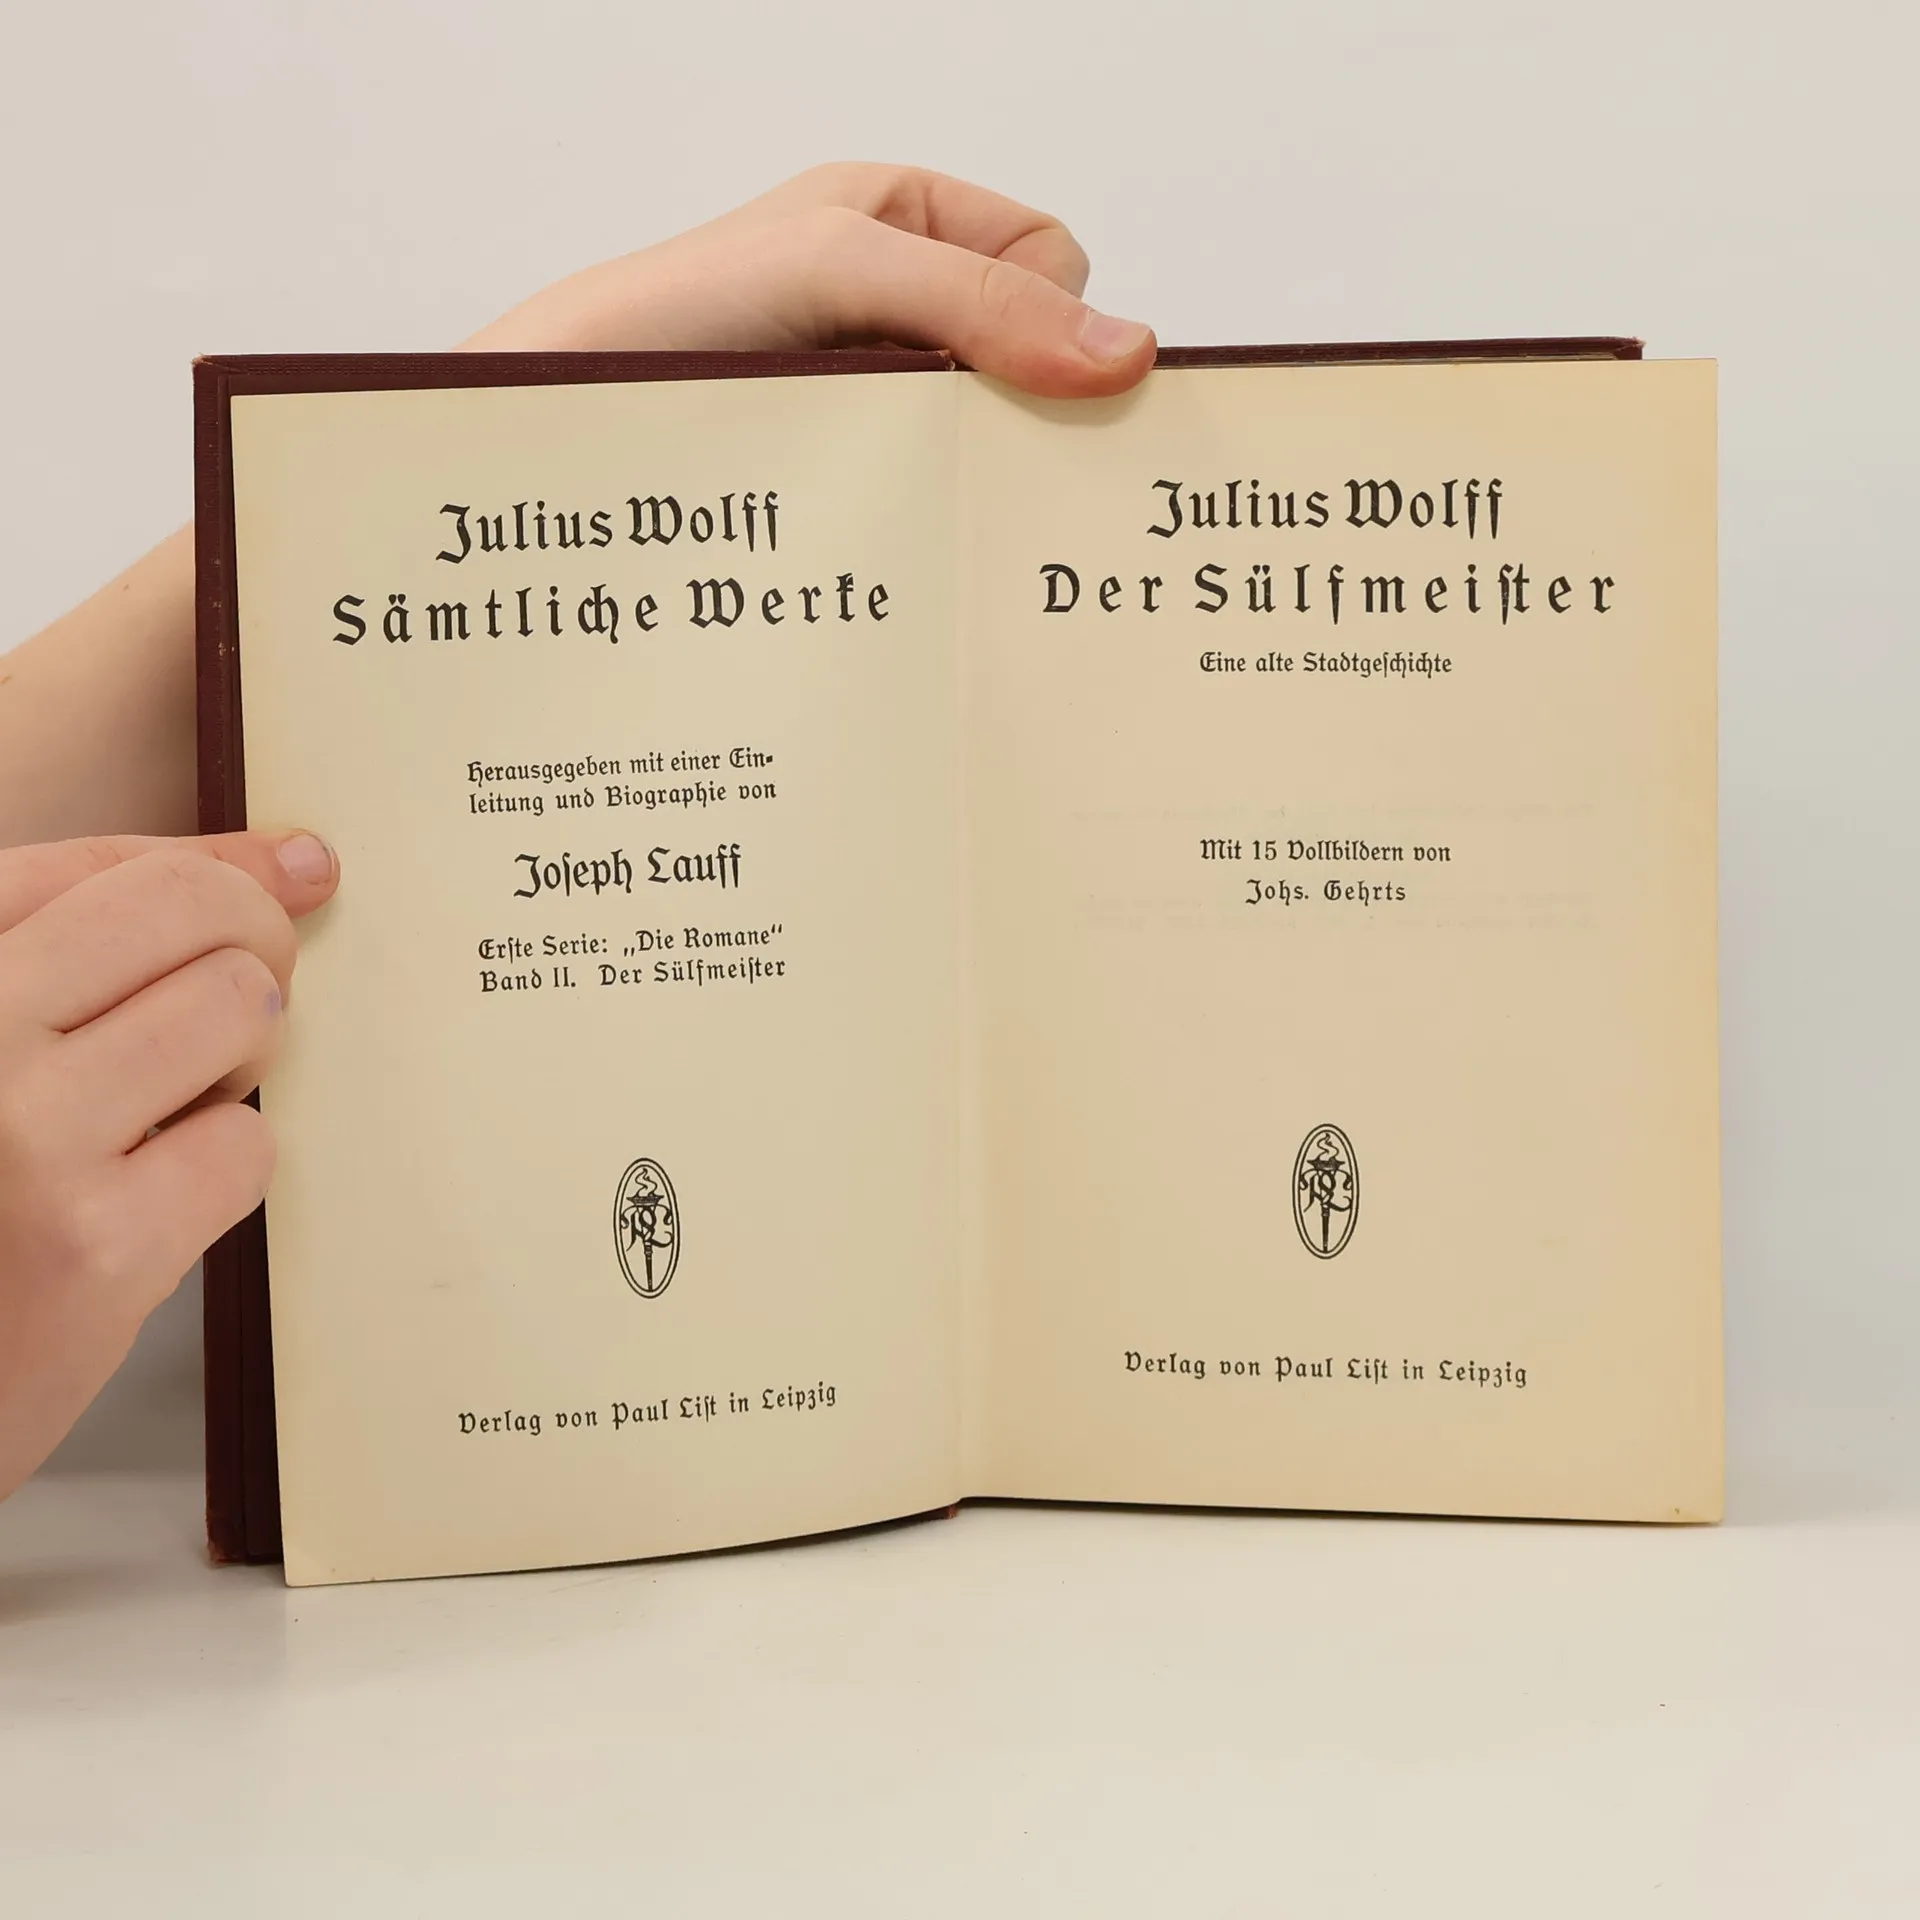 Julius Wolff
Sämtliche Werke
Herausgegeben mit einer Ein-
leitung und Biographie von
Joseph Lauff
Erste Serie: „Die Romane“
Band II. Der Sülfmeister
Verlag von Paul List in Leipzig
Julius Wolff
Der Sülfmeister
Eine alte Stadtgeschichte
Mit 15 Vollbildern von
Johs. Gehrts
Verlag von Paul List in Leipzig